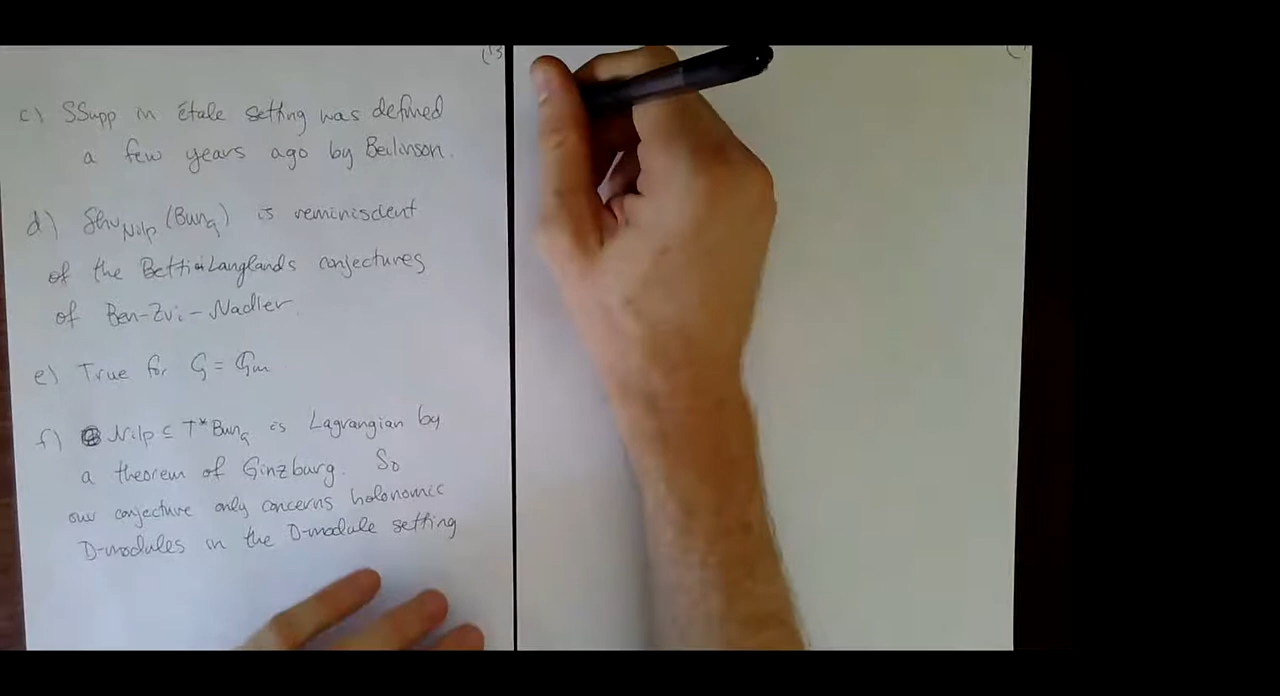 (13
c) SSupp in étale setting was defined
a few years ago by Beilinson.
d) Shv_Nilp (Bun_G) is reminiscent
of the Betti Langlands conjectures
of Ben-Zvi-Nadler.
e) True for G = Gm
f) Nilp ⊆ T*Bun_G is Lagrangian by
a theorem of Ginzburg. So
our conjecture only concerns holonomic
D-modules in the D-module setting